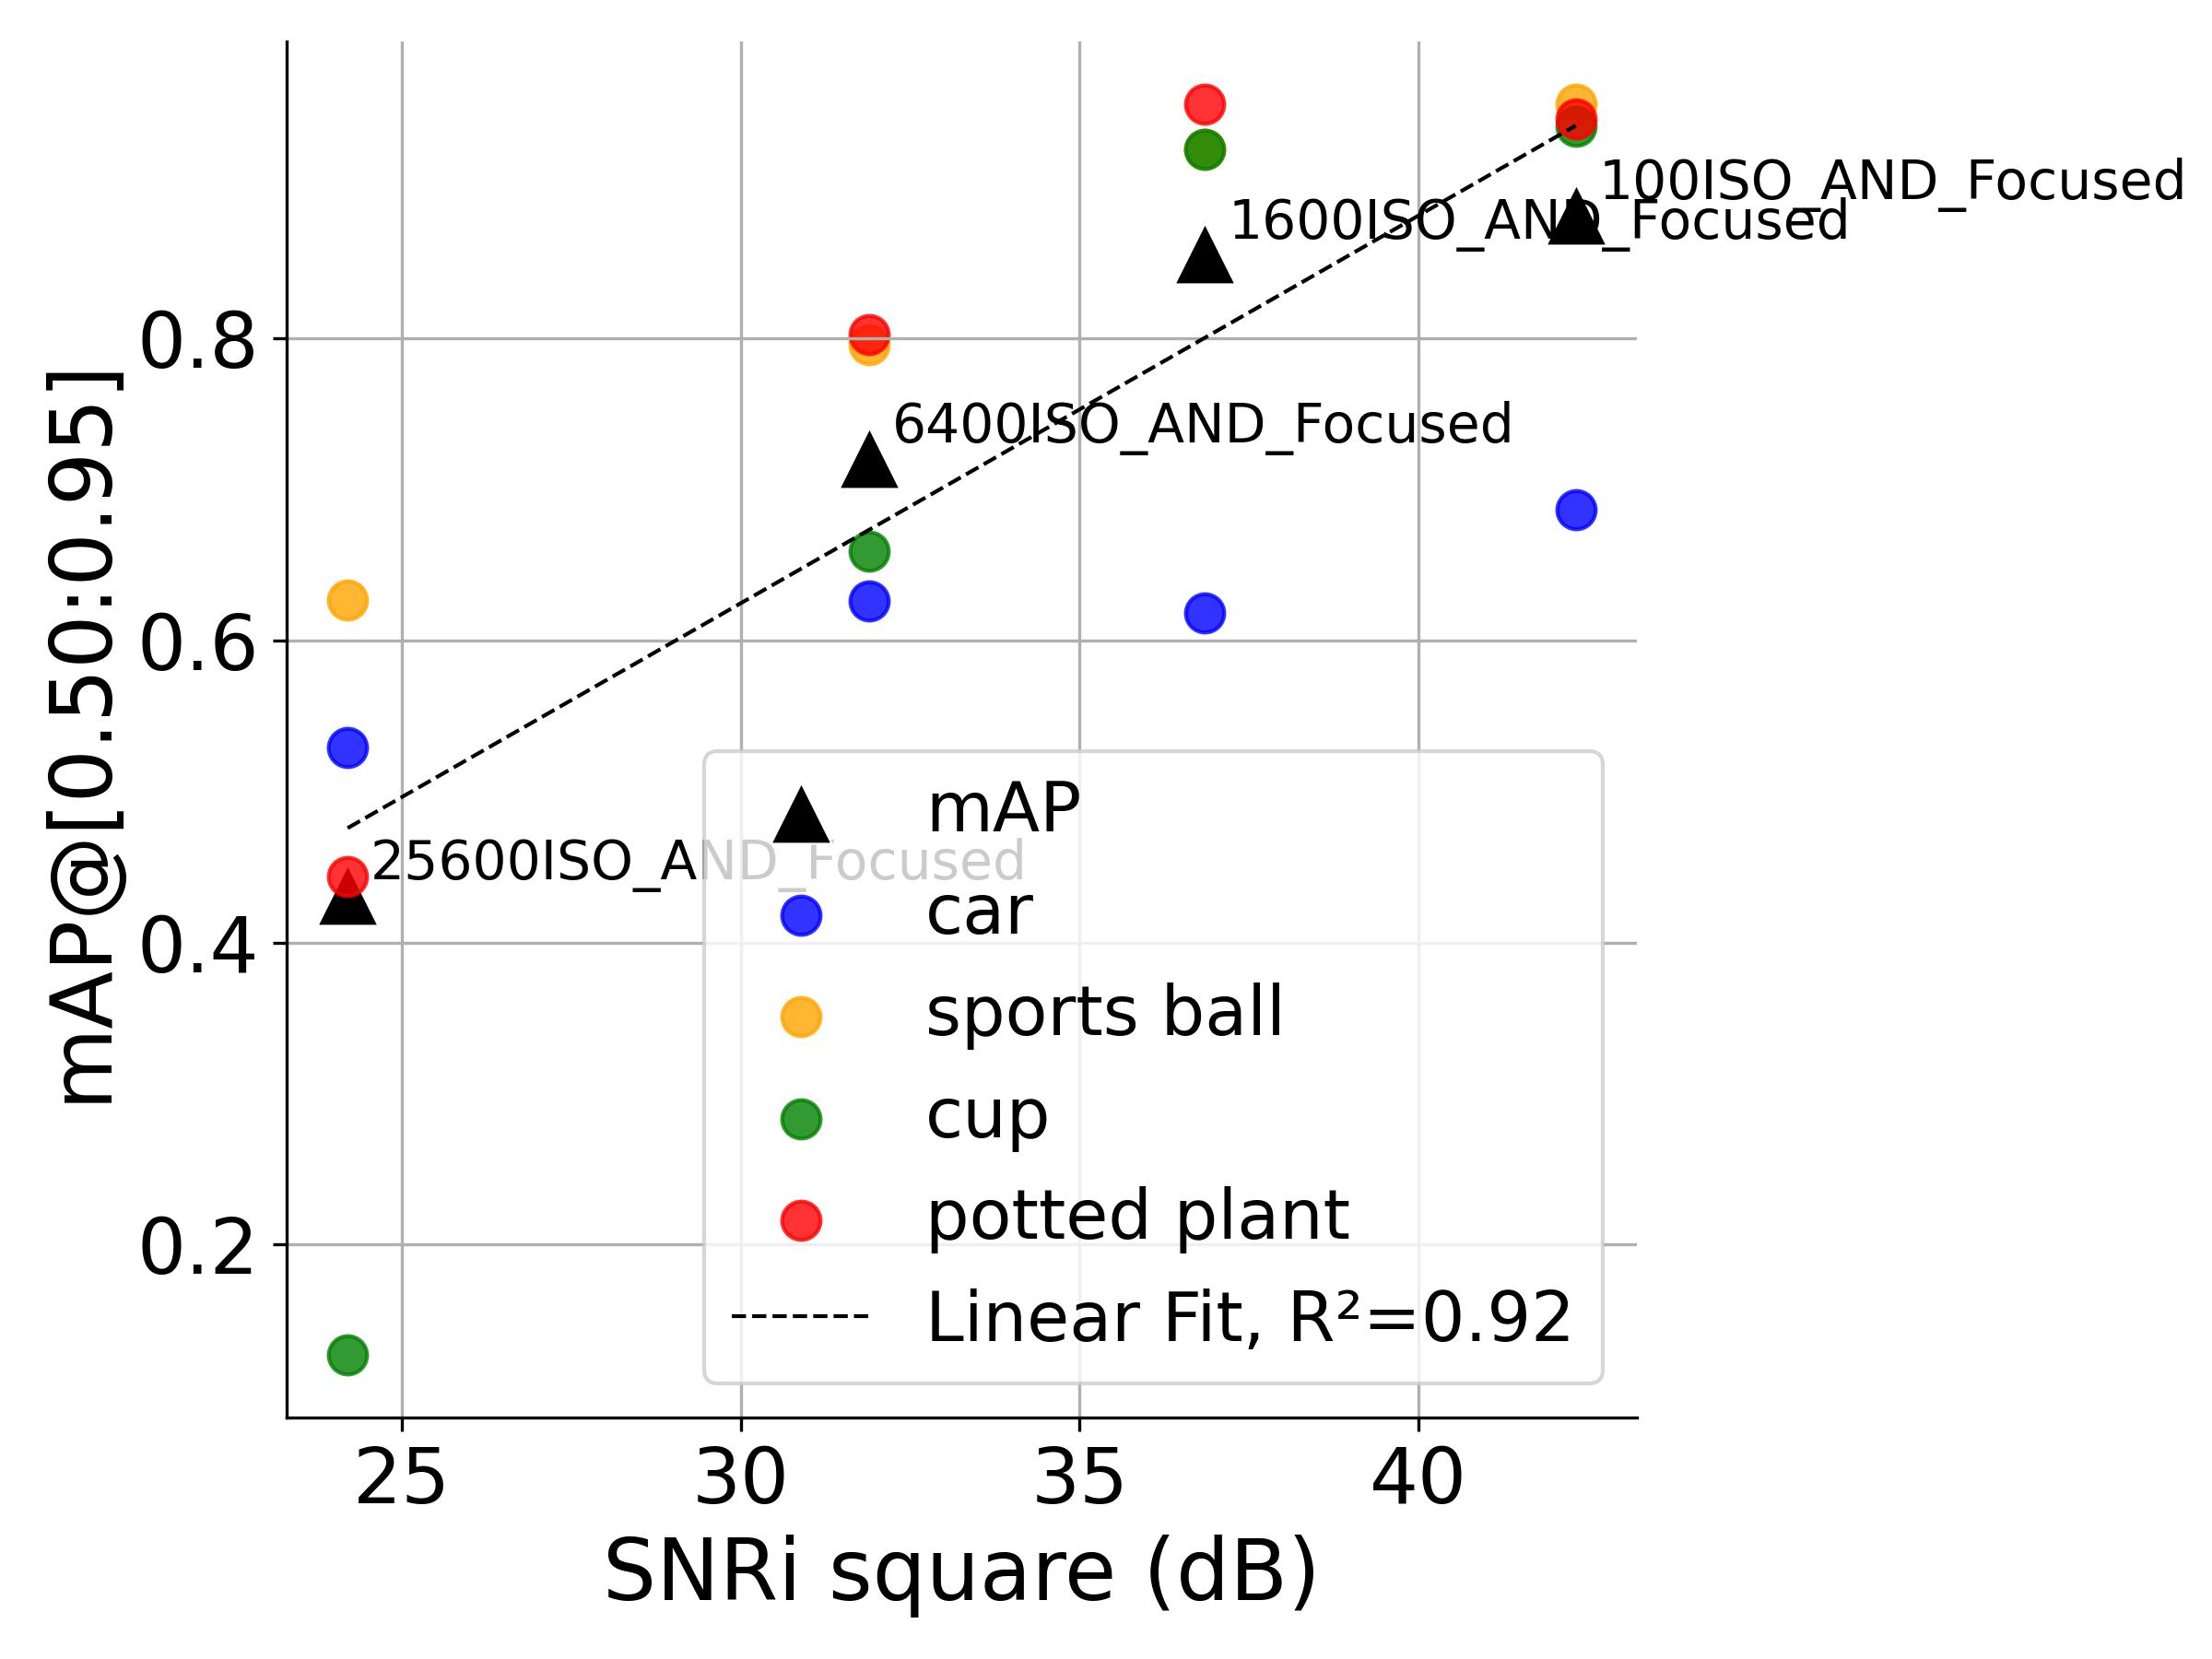 100ISO_AND_Focused
1600ISO_AND_Focused
0.8
6400ISO_AND_Focused
mAP@[0.50:0.95]
0.6
mAP
25600ISO_AND_Focused
car
0.4
sports ball
cup
potted plant
0.2
Linear Fit, R²=0.92
25 30 35 40
SNRi square (dB)